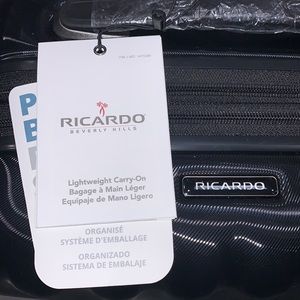 RICARDO
BEVERLY HILLS
Lightweight Carry-On
Bagage à Main Léger
Equipaje de Mano Ligero
ORGANISÉ
SYSTÈME D'EMBALLAGE
ORGANIZADO
SISTEMA DE EMBALAJE
RICARDO